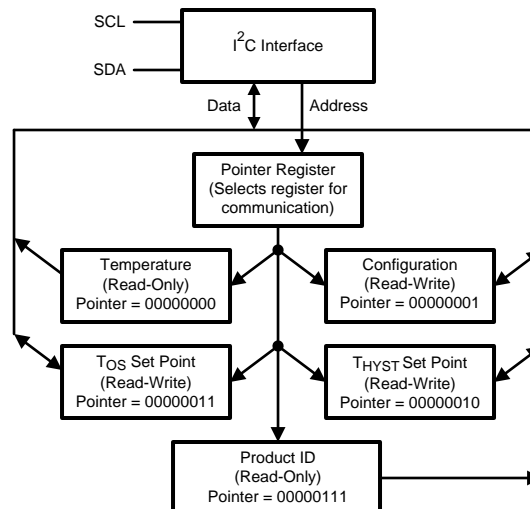 SCL
I2C Interface
SDA
Data
Address
Pointer Register
(Selects register for
communication)
Temperature
(Read-Only)
Pointer = 00000000
Configuration
(Read-Write)
Pointer = 00000001
TOS Set Point
(Read-Write)
Pointer = 00000011
THYST Set Point
(Read-Write)
Pointer = 00000010
Product ID
(Read-Only)
Pointer = 00000111